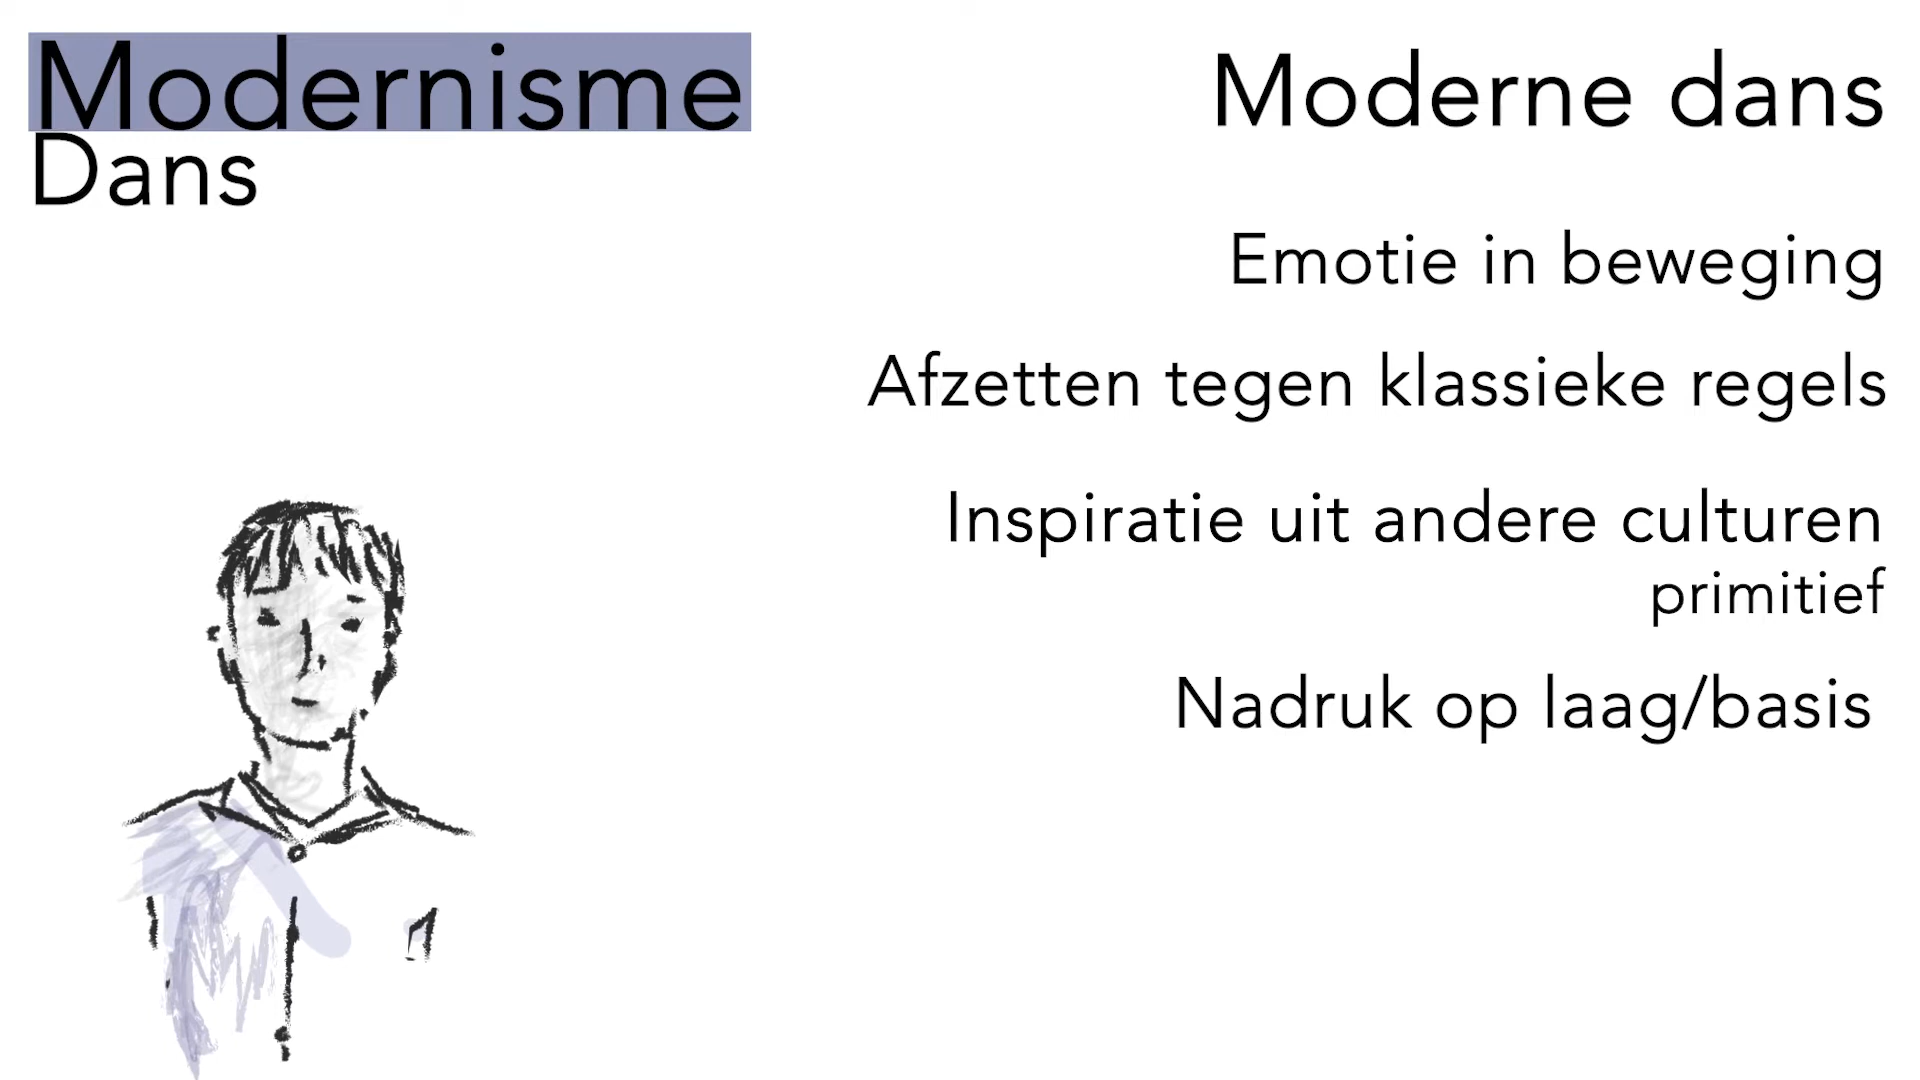 Modernisme
Dans
Moderne dans
Emotie in beweging
Afzetten tegen klassieke regels
Inspiratie uit andere culturen
primitief
Nadruk op laag/basis